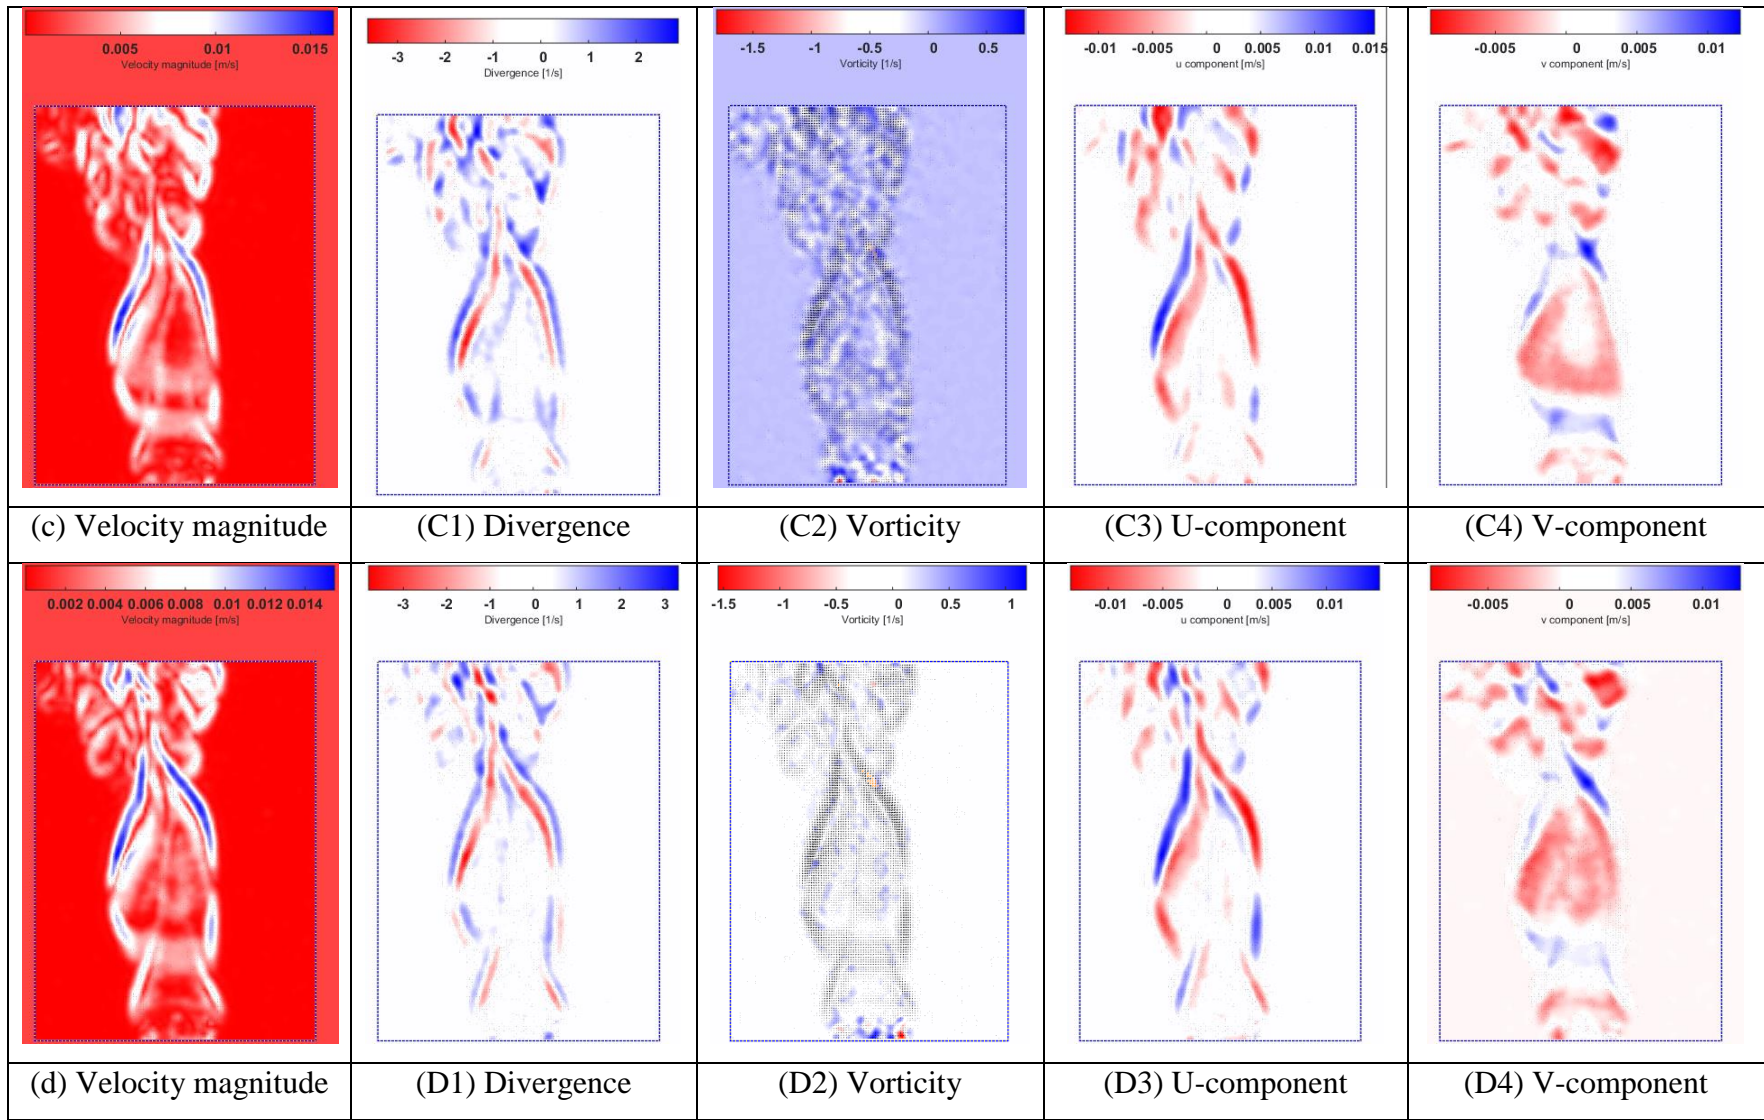 0.005 0.01 0.015
Velocity magnitude [m/s]
-3 -2 -1 0 1 2
Divergence [1/s]
-1.5 -1 -0.5 0 0.5
Vorticity [1/s]
-0.01 -0.005 0 0.005 0.01 0.015
u component [m/s]
-0.005 0 0.005 0.01
v component [m/s]
(c) Velocity magnitude
(C1) Divergence
(C2) Vorticity
(C3) U-component
(C4) V-component
0.002 0.004 0.006 0.008 0.01 0.012 0.014
Velocity magnitude [m/s]
-3 -2 -1 0 1 2 3
Divergence [1/s]
-1.5 -1 -0.5 0 0.5 1
Vorticity [1/s]
-0.01 -0.005 0 0.005 0.01
u component [m/s]
-0.005 0 0.005 0.01
v component [m/s]
(d) Velocity magnitude
(D1) Divergence
(D2) Vorticity
(D3) U-component
(D4) V-component